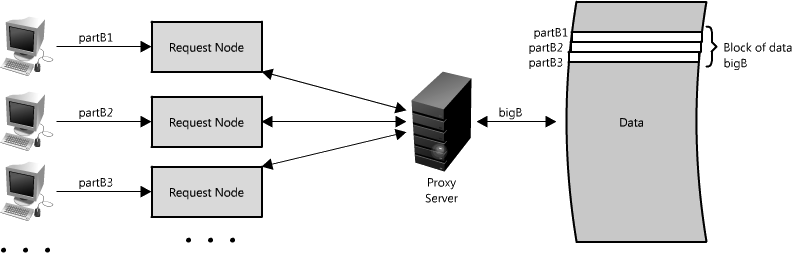 partB1
Request Node
partB2
Request Node
partB3
Request Node
Proxy
Server
bigB
partB1
partB2
partB3
Block of data
bigB
Data